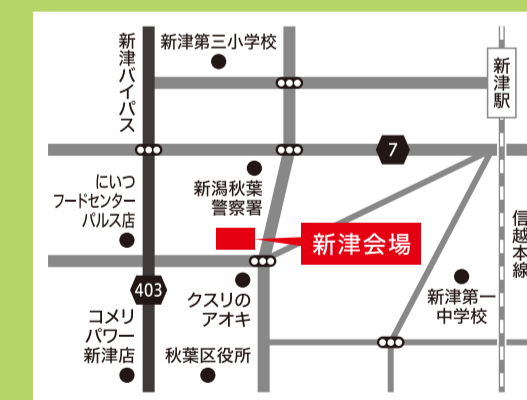 新津バイパス
新津第三小学校
新津駅
7
にいつ
フードセンター
パルス店
新潟秋葉
警察署
新津会場
信越本線
403
クスリの
アオキ
新津第一
中学校
コメリ
パワー
新津店
秋葉区役所